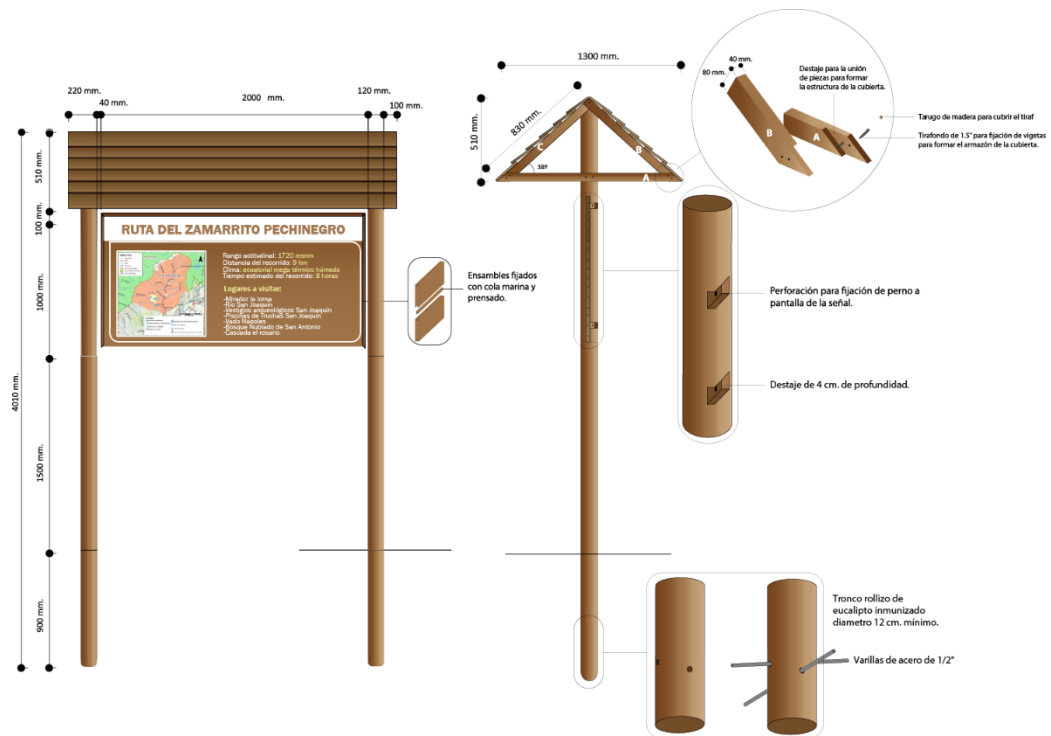 220 mm.
40 mm.
2000 mm.
120 mm.
100 mm.
510 mm.
100 mm.
1000 mm.
4010 mm.
1500 mm.
900 mm.
RUTA DEL ZAMARRITO PECHINEGRO
Rango actitudinal: 1720 msnm
Distancia del recorrido: 9 km
Clima: ecuatorial mega térmico húmedo
Tiempo estimado del recorrido: 8 horas
Lugares a visitar:
-Mirador la loma
-Río San Joaquín
-Vestigios arqueológicos San Joaquín
-Piscinas de Truchas San Joaquín
-Vado Nápoles
-Bosque Nublado de San Antonio
-Cascada el rosario
Ensambles fijados
con cola marina y
prensado.
1300 mm.
510 mm.
830 mm.
C
B
A
38º
80 mm.
40 mm.
B
A
Destaje para la unión
de piezas para formar
la estructura de la cubierta.
Tarugo de madera para cubrir el tiraf
Tirafondo de 1.5" para fijación de vigetas
para formar el armazón de la cubierta.
Perforación para fijación de perno a
pantalla de la señal.
Destaje de 4 cm. de profundidad.
Tronco rollizo de
eucalipto inmunizado
diametro 12 cm. mínimo.
Varillas de acero de 1/2"